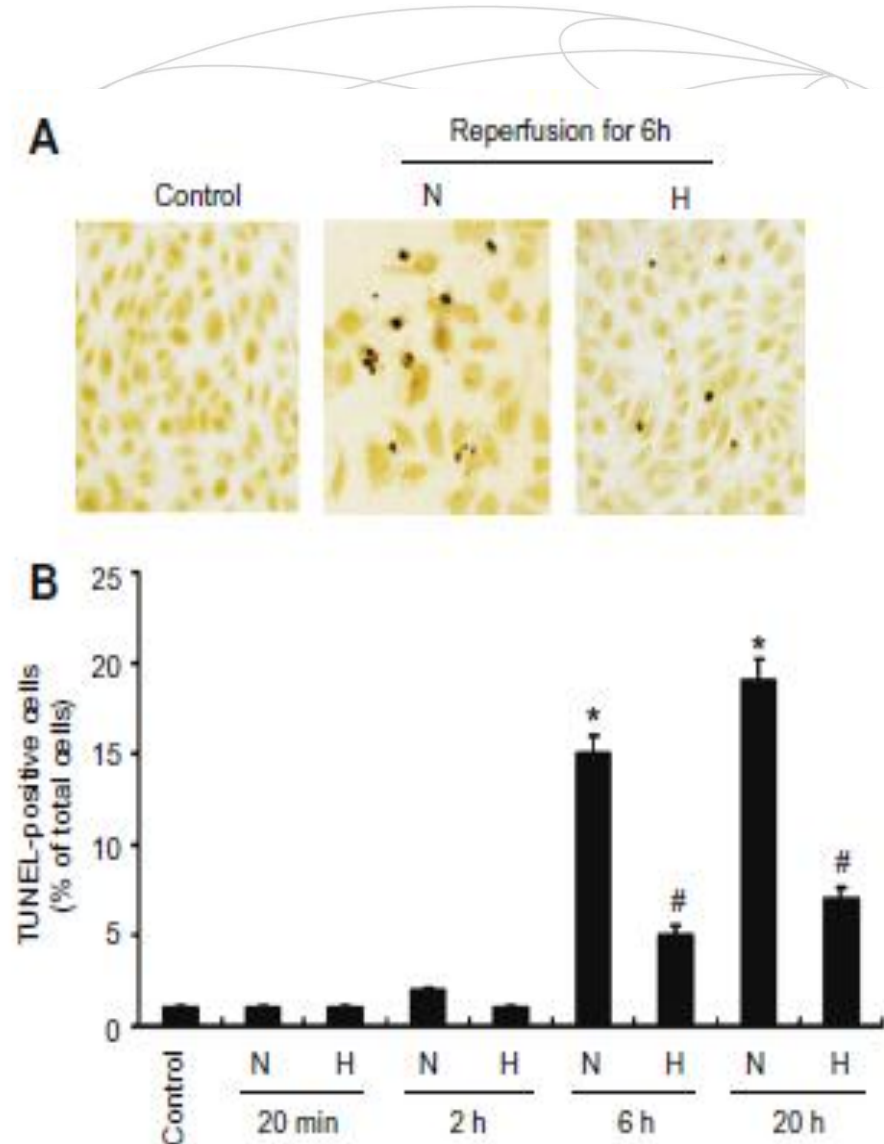 A
Reperfusion for 6h
Control N H
B
TUNEL-positive cells
(% of total cells)
25
20
15
10
5
0
* # * #
Control N H N H N H N H
20 min 2 h 6 h 20 h